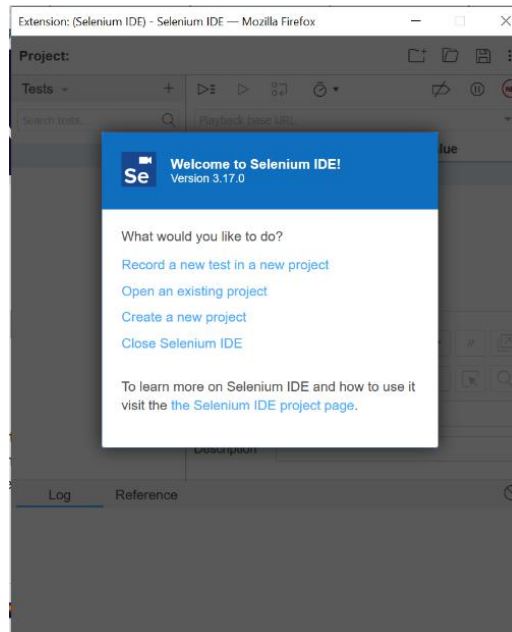 Extension: (Selenium IDE) - Selenium IDE — Mozilla Firefox
Project:
Tests
Search tests...
Playback base URL
lue
Se
Welcome to Selenium IDE!
Version 3.17.0
What would you like to do?
Record a new test in a new project
Open an existing project
Create a new project
Close Selenium IDE
To learn more on Selenium IDE and how to use it
visit the the Selenium IDE project page.
Description
Log
Reference